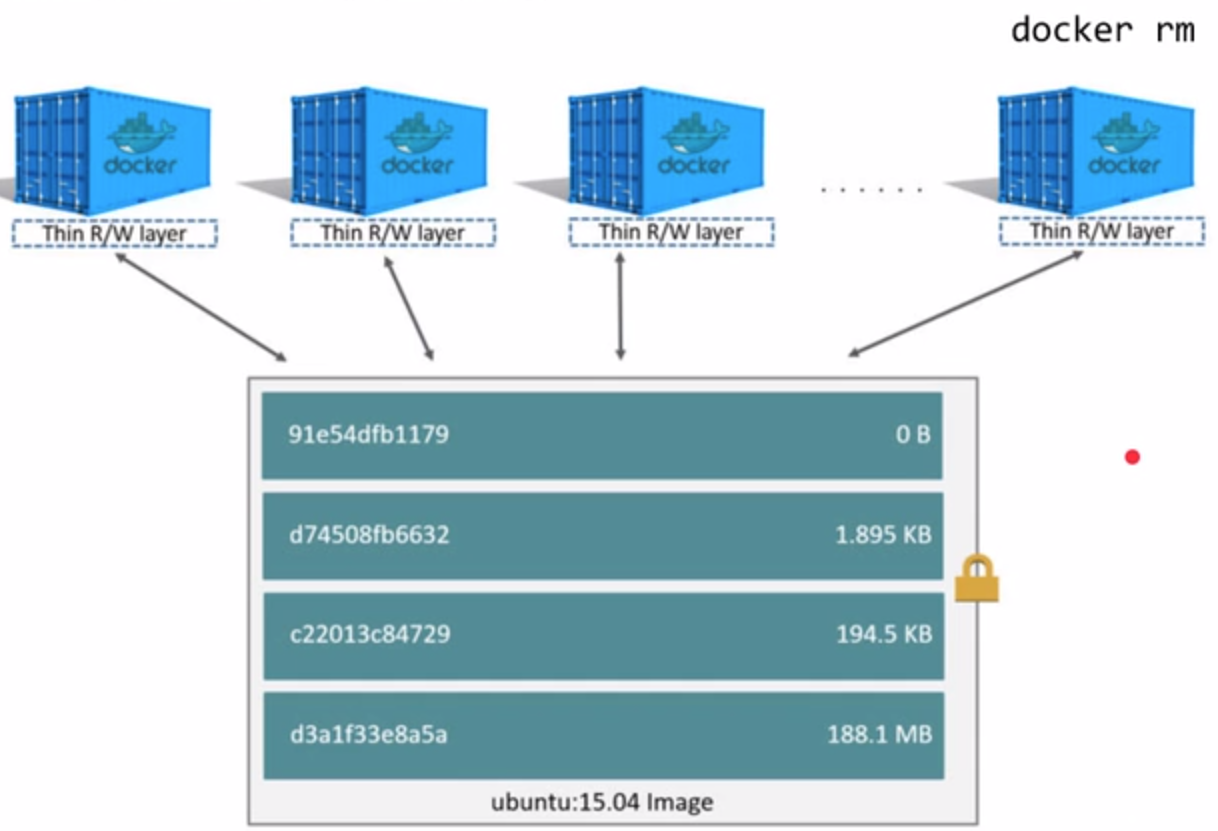 docker rm
docker
docker
docker
docker
. . . . . .
Thin R/W layer
Thin R/W layer
Thin R/W layer
Thin R/W layer
91e54dfb1179 0 B
d74508fb6632 1.895 KB
c22013c84729 194.5 KB
d3a1f33e8a5a 188.1 MB
ubuntu:15.04 Image